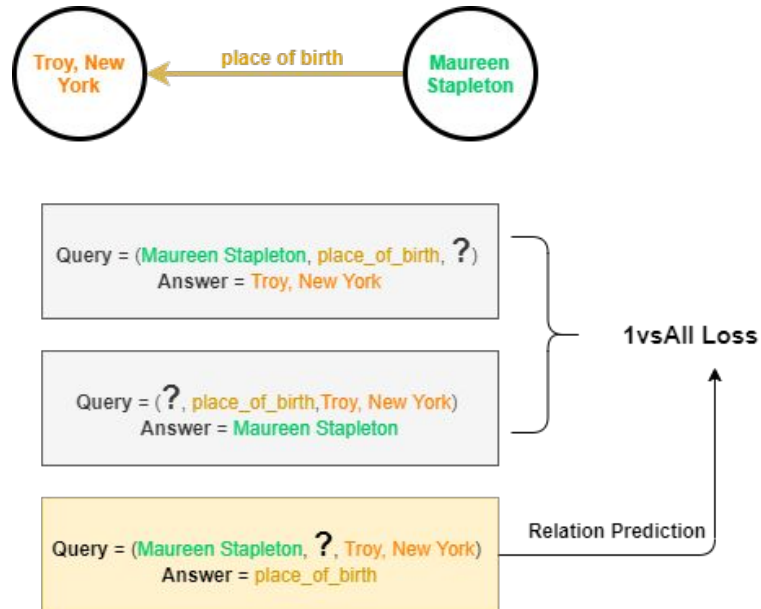 Troy, New
York
place of birth
Maureen
Stapleton
Query = (Maureen Stapleton, place_of_birth, ?)
Answer = Troy, New York
1vsAll Loss
Query = (?, place_of_birth,Troy, New York)
Answer = Maureen Stapleton
Relation Prediction
Query = (Maureen Stapleton, ?, Troy, New York)
Answer = place_of_birth